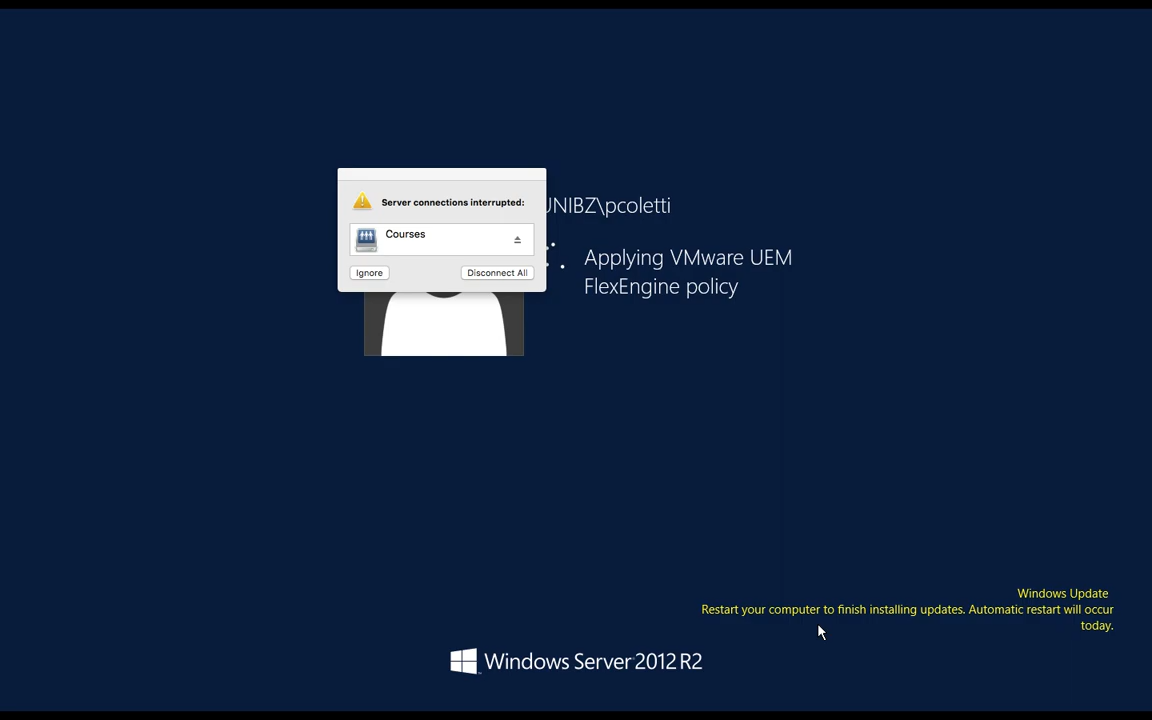 Server connections interrupted:
Courses
Ignore
Disconnect All
UNIBZ\pcoletti
Applying VMware UEM
FlexEngine policy
Windows Update
Restart your computer to finish installing updates. Automatic restart will occur
today.
Windows Server 2012 R2